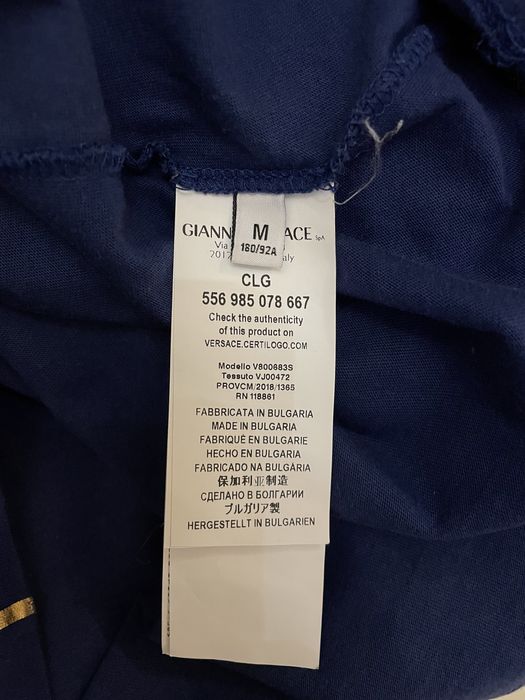 GIANN ACE SpA
M
Via
180/92A
2012 aly
CLG
556 985 078 667
Check the authenticity
of this product on
VERSACE.CERTILOGO.COM
Modello V800683S
Tessuto VJ00472
PROVCM/2018/1365
RN 118861
FABBRICATA IN BULGARIA
MADE IN BULGARIA
FABRIQUÉ EN BULGARIE
HECHO EN BULGARIA
FABRICADO NA BULGÁRIA
保加利亚制造
СДЕЛАНО В БОЛГАРИИ
ブルガリア製
HERGESTELLT IN BULGARIEN